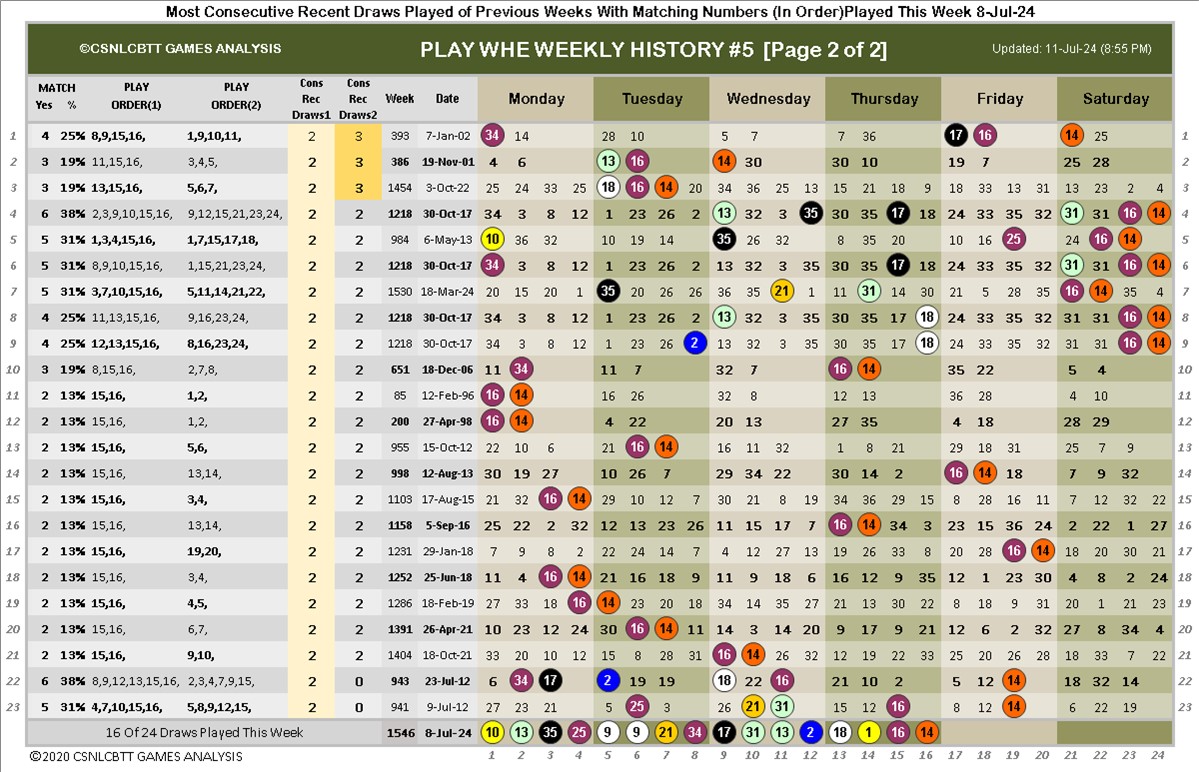 Most Consecutive Recent Draws Played of Previous Weeks With Matching Numbers (In Order)Played This Week 8-Jul-24
©CSNLCBTT GAMES ANALYSIS PLAY WHE WEEKLY HISTORY #5 [Page 2 of 2] Updated: 11-Jul-24 (8:55 PM)
MATCH Yes % PLAY ORDER(1) PLAY ORDER(2) Cons Rec Draws1 Cons Rec Draws2 Week Date Monday Tuesday Wednesday Thursday Friday Saturday
1 4 25% 8,9,15,16, 1,9,10,11, 2 3 393 7-Jan-02 34 14 28 10 5 7 7 36 17 16 14 25 1
2 3 19% 11,15,16, 3,4,5, 2 3 386 19-Nov-01 4 6 13 16 14 30 30 10 19 7 25 28 2
3 3 19% 13,15,16, 5,6,7, 2 3 1454 3-Oct-22 25 24 33 25 18 16 14 20 34 36 25 13 15 21 18 9 18 33 13 31 13 23 2 4 3
4 6 38% 2,3,9,10,15,16, 9,12,15,21,23,24, 2 2 1218 30-Oct-17 34 3 8 12 1 23 26 2 13 32 3 35 30 35 17 18 24 33 35 32 31 31 16 14 4
5 5 31% 1,3,4,15,16, 1,7,15,17,18, 2 2 984 6-May-13 10 36 32 10 19 14 35 26 32 8 35 20 10 16 25 24 16 14 5
6 5 31% 8,9,10,15,16, 1,15,21,23,24, 2 2 1218 30-Oct-17 34 3 8 12 1 23 26 2 13 32 3 35 30 35 17 18 24 33 35 32 31 31 16 14 6
7 5 31% 3,7,10,15,16, 5,11,14,21,22, 2 2 1530 18-Mar-24 20 15 20 1 35 20 26 26 36 35 21 1 11 31 14 30 21 5 28 35 16 14 35 4 7
8 4 25% 11,13,15,16, 9,16,23,24, 2 2 1218 30-Oct-17 34 3 8 12 1 23 26 2 13 32 3 35 30 35 17 18 24 33 35 32 31 31 16 14 8
9 4 25% 12,13,15,16, 8,16,23,24, 2 2 1218 30-Oct-17 34 3 8 12 1 23 26 2 13 32 3 35 30 35 17 18 24 33 35 32 31 31 16 14 9
10 3 19% 8,15,16, 2,7,8, 2 2 651 18-Dec-06 11 34 11 7 32 7 16 14 35 22 5 4 10
11 2 13% 15,16, 1,2, 2 2 85 12-Feb-96 16 14 16 26 32 8 12 13 36 28 4 10 11
12 2 13% 15,16, 1,2, 2 2 200 27-Apr-98 16 14 4 22 20 13 27 35 4 18 28 29 12
13 2 13% 15,16, 5,6, 2 2 955 15-Oct-12 22 10 6 21 16 14 16 11 32 1 8 21 29 18 31 25 7 9 13
14 2 13% 15,16, 13,14, 2 2 998 12-Aug-13 30 19 27 10 26 7 29 34 22 30 14 2 16 14 18 7 9 32 14
15 2 13% 15,16, 3,4, 2 2 1103 17-Aug-15 21 32 16 14 29 10 12 7 30 21 8 19 34 36 29 15 8 28 16 11 7 12 32 22 15
16 2 13% 15,16, 13,14, 2 2 1158 5-Sep-16 25 22 2 32 12 13 23 26 11 15 17 7 16 14 34 3 23 15 36 24 2 22 1 27 16
17 2 13% 15,16, 19,20, 2 2 1231 29-Jan-18 7 9 8 2 22 24 14 7 4 12 27 13 19 26 33 8 20 28 16 14 18 20 30 21 17
18 2 13% 15,16, 3,4, 2 2 1252 25-Jun-18 11 4 16 14 21 16 18 9 11 9 18 6 16 12 9 35 12 1 23 30 4 8 2 24 18
19 2 13% 15,16, 4,5, 2 2 1286 18-Feb-19 27 33 18 16 14 23 20 18 34 14 35 27 21 13 30 22 8 18 9 31 20 1 21 23 19
20 2 13% 15,16, 6,7, 2 2 1391 26-Apr-21 10 23 12 24 30 16 14 11 14 3 14 20 9 17 9 21 12 6 2 32 27 8 34 4 20
21 2 13% 15,16, 9,10, 2 2 1404 18-Oct-21 33 20 10 12 15 8 28 31 16 14 26 32 12 19 22 33 25 20 26 28 18 33 7 22 21
22 6 38% 8,9,12,13,15,16, 2,3,4,7,9,15, 2 0 943 23-Jul-12 6 34 17 2 19 19 18 22 16 21 10 2 5 12 14 18 32 14 22
23 5 31% 4,7,10,15,16, 5,8,9,12,15, 2 0 941 9-Jul-12 27 23 21 5 25 3 26 21 31 15 12 16 8 13 14 6 22 19 23
16 Of 24 Draws Played This Week 1546 8-Jul-24 10 13 35 25 9 9 21 34 17 31 13 2 18 1 16 14
©2020 CSNLCBTT GAMES ANALYSIS 1 2 3 4 5 6 7 8 9 10 11 12 13 14 15 16 17 18 19 20 21 22 23 24